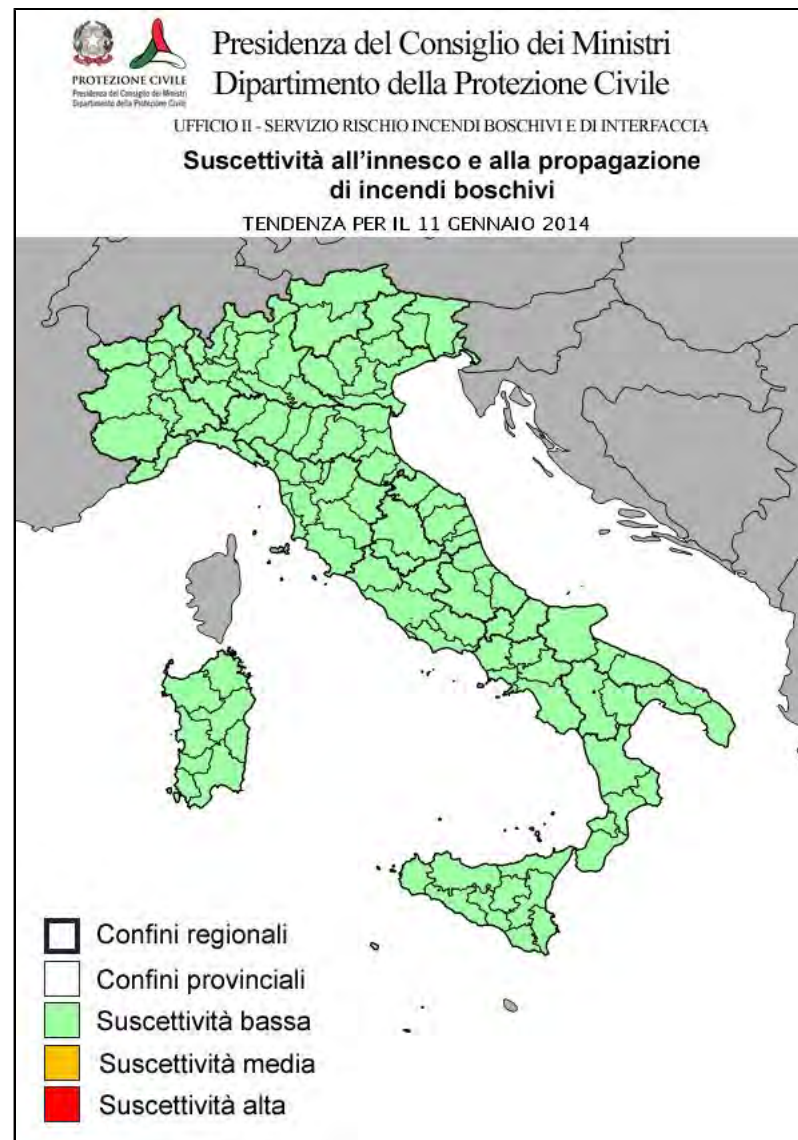 Presidenza del Consiglio dei Ministri
Dipartimento della Protezione Civile
PROTEZIONE CIVILE
Presidenza del Consiglio dei Ministri
Dipartimento della Protezione Civile
UFFICIO II - SERVIZIO RISCHIO INCENDI BOSCHIVI E DI INTERFACCIA
Suscettività all'innesco e alla propagazione
di incendi boschivi
TENDENZA PER IL 11 GENNAIO 2014
Confini regionali
Confini provinciali
Suscettività bassa
Suscettività media
Suscettività alta